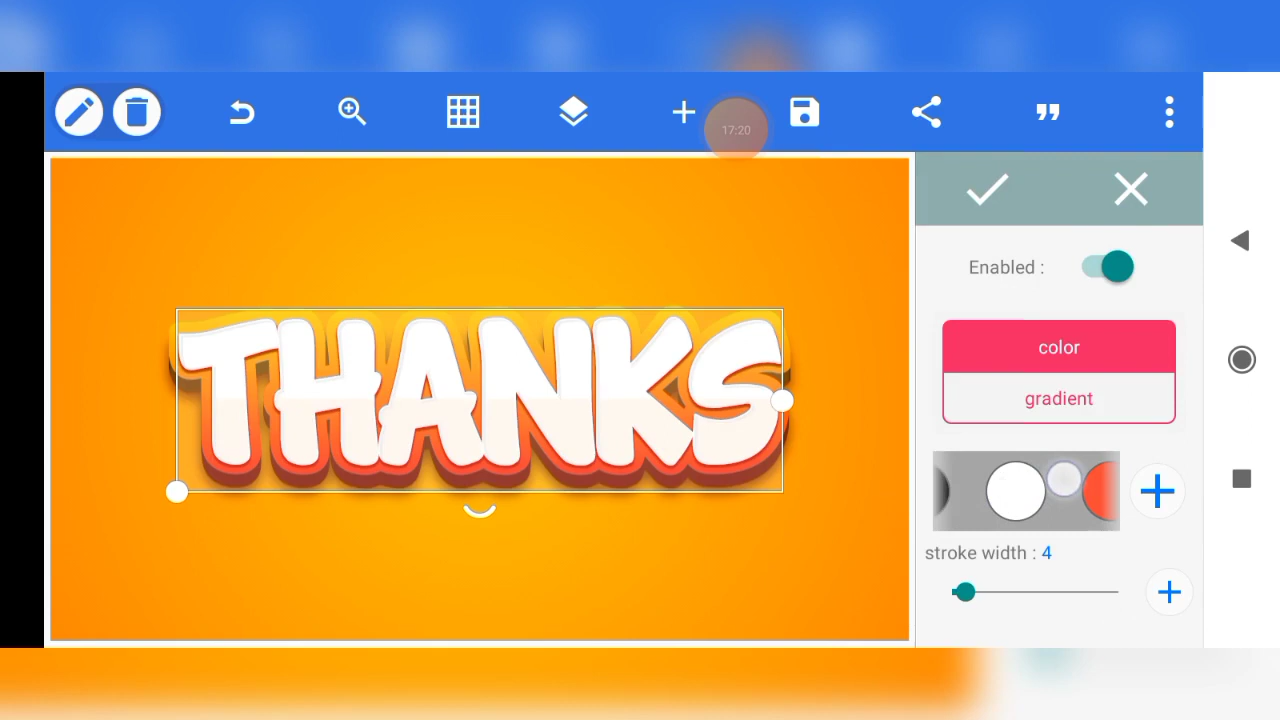 17:20
Enabled :
color
THANKS
gradient
stroke width : 4